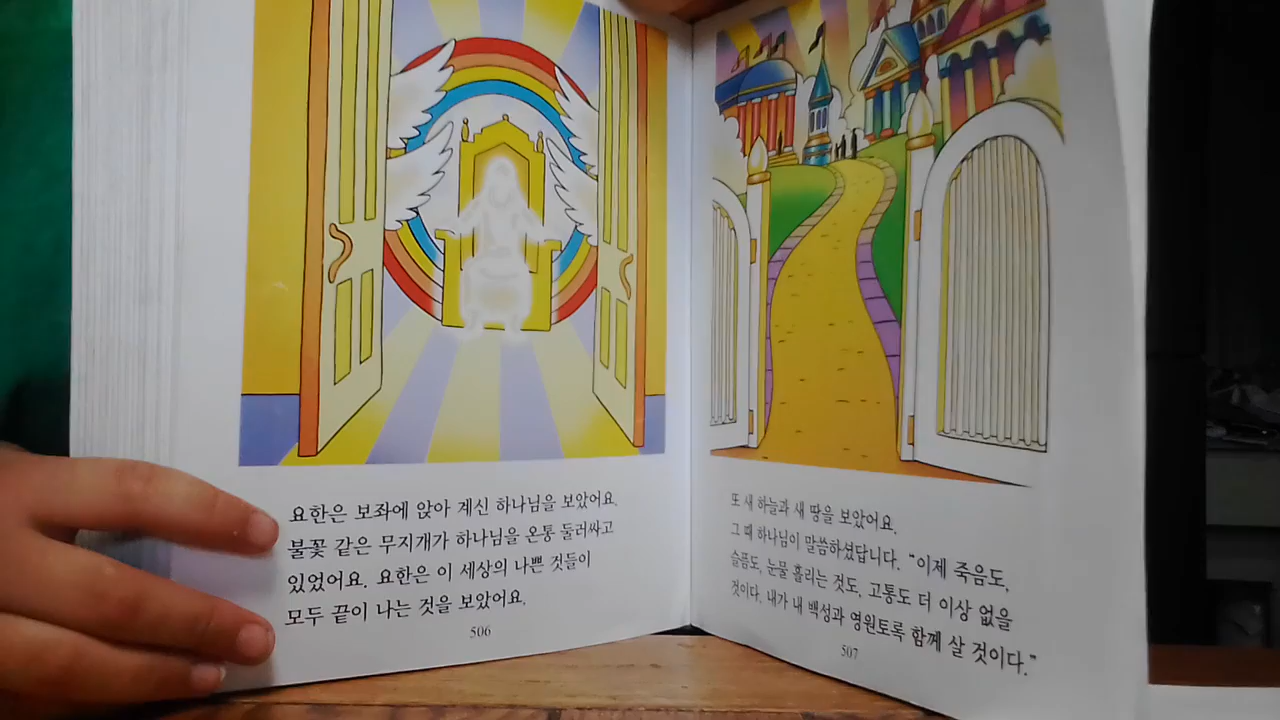 요한은 보좌에 앉아 계신 하나님을 보았어요.
불꽃 같은 무지개가 하나님을 온통 둘러싸고
있었어요. 요한은 이 세상의 나쁜 것들이
모두 끝이 나는 것을 보았어요.
506
또 새 하늘과 새 땅을 보았어요.
그 때 하나님이 말씀하셨답니다. "이제 죽음도,
슬픔도, 눈물 흘리는 것도, 고통도 더 이상 없을
것이다. 내가 내 백성과 영원토록 함께 살 것이다."
507